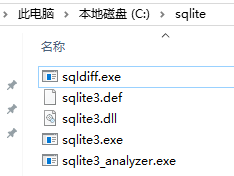 此电脑 > 本地磁盘 (C:) > sqlite
名称
sqldiff.exe
sqlite3.def
sqlite3.dll
sqlite3.exe
sqlite3_analyzer.exe